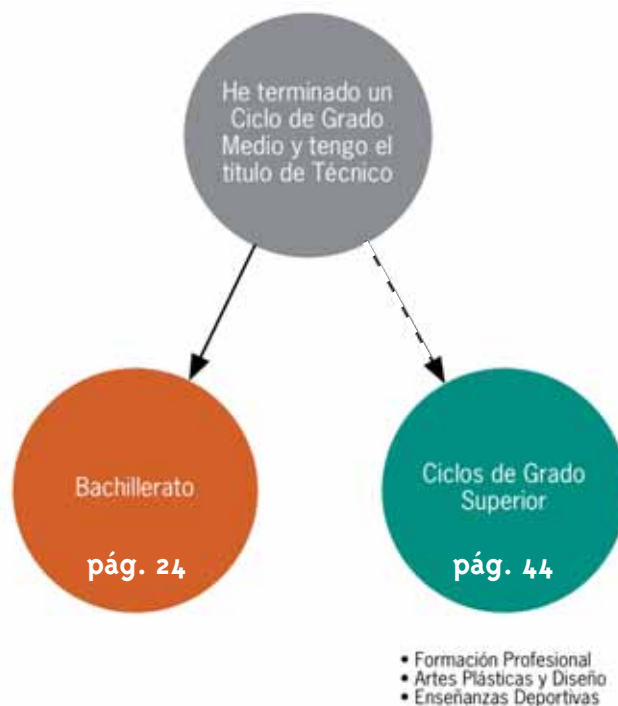 He terminado un
Ciclo de Grado
Medio y tengo el
título de Técnico
Bachillerato
pág. 24
Ciclos de Grado
Superior
pág. 44
• Formación Profesional
• Artes Plásticas y Diseño
• Enseñanzas Deportivas